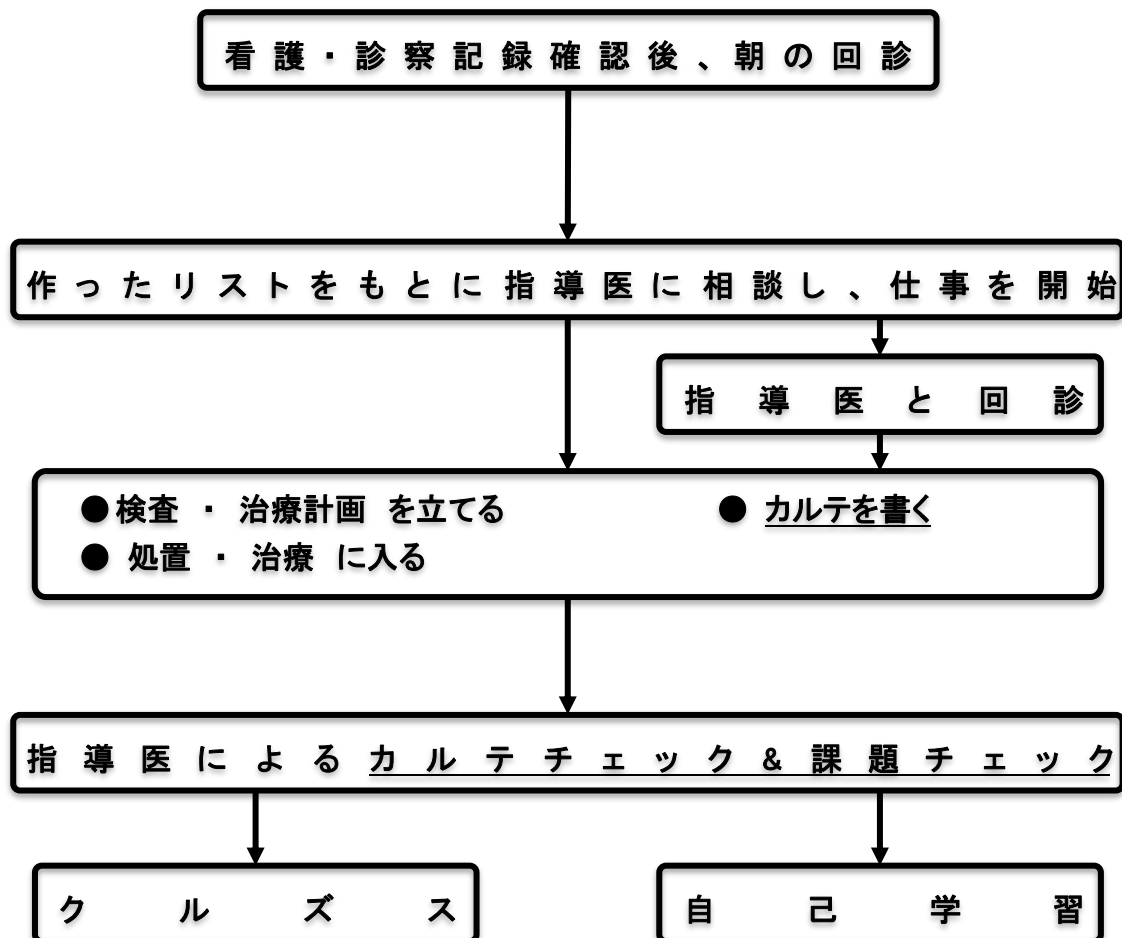 看護・診察記録確認後、朝の回診
作ったリストをもとに指導医に相談し、仕事を開始
指導医と回診
●検査 ・ 治療計画 を立てる
● カルテを書く
● 処置 ・ 治療 に入る
指導医によるカルテチェック&課題チェック
クルズス
自己学習